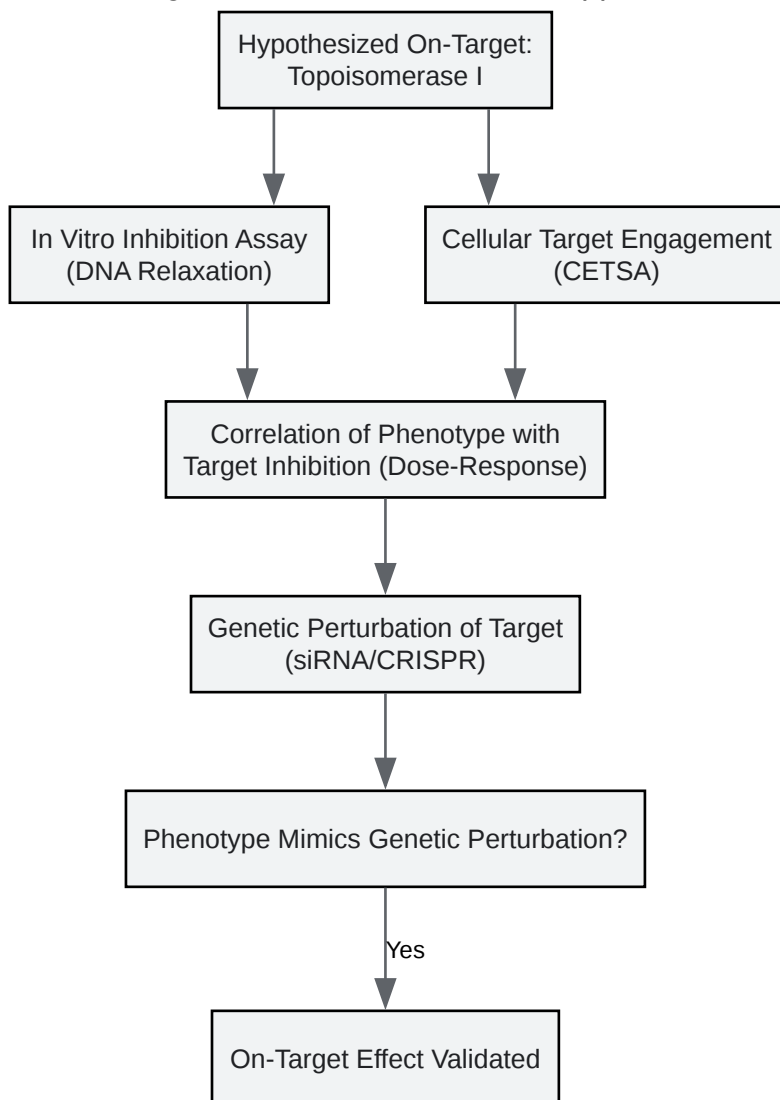 Hypothesized On-Target:
Topoisomerase I
In Vitro Inhibition Assay
(DNA Relaxation)
Cellular Target Engagement
(CETSA)
Correlation of Phenotype with
Target Inhibition (Dose-Response)
Genetic Perturbation of Target
(siRNA/CRISPR)
Phenotype Mimics Genetic Perturbation?
Yes
On-Target Effect Validated